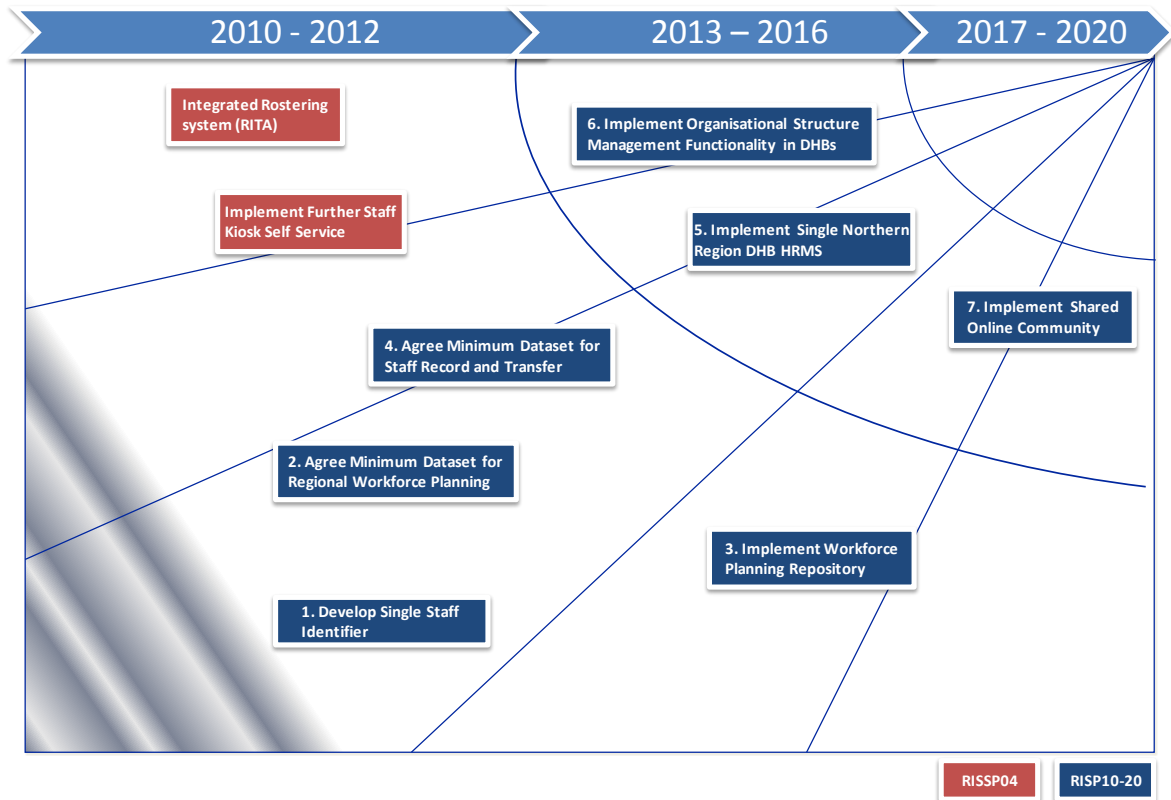 2010 - 2012
2013 – 2016
2017 - 2020
Integrated Rostering
system (RITA)
6. Implement Organisational Structure
Management Functionality in DHBs
Implement Further Staff
Kiosk Self Service
5. Implement Single Northern
Region DHB HRMS
7. Implement Shared
Online Community
4. Agree Minimum Dataset for
Staff Record and Transfer
2. Agree Minimum Dataset for
Regional Workforce Planning
3. Implement Workforce
Planning Repository
1. Develop Single Staff
Identifier
RISSP04
RISP10-20